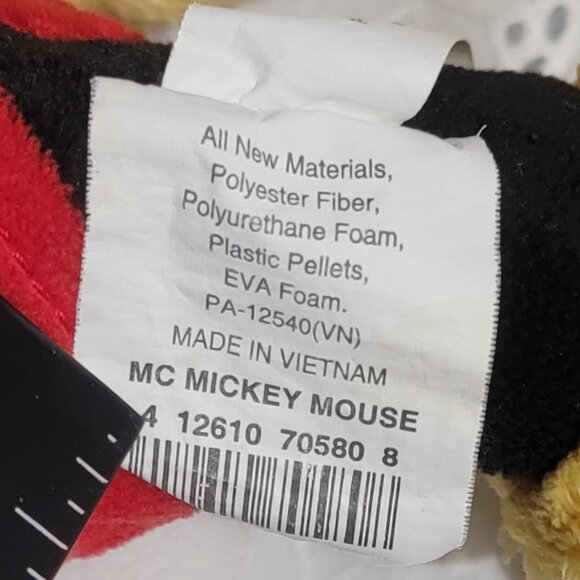 All New Materials,
Polyester Fiber,
Polyurethane Foam,
Plastic Pellets,
EVA Foam.
PA-12540(VN)
MADE IN VIETNAM
MC MICKEY MOUSE
4 12610 70580 8